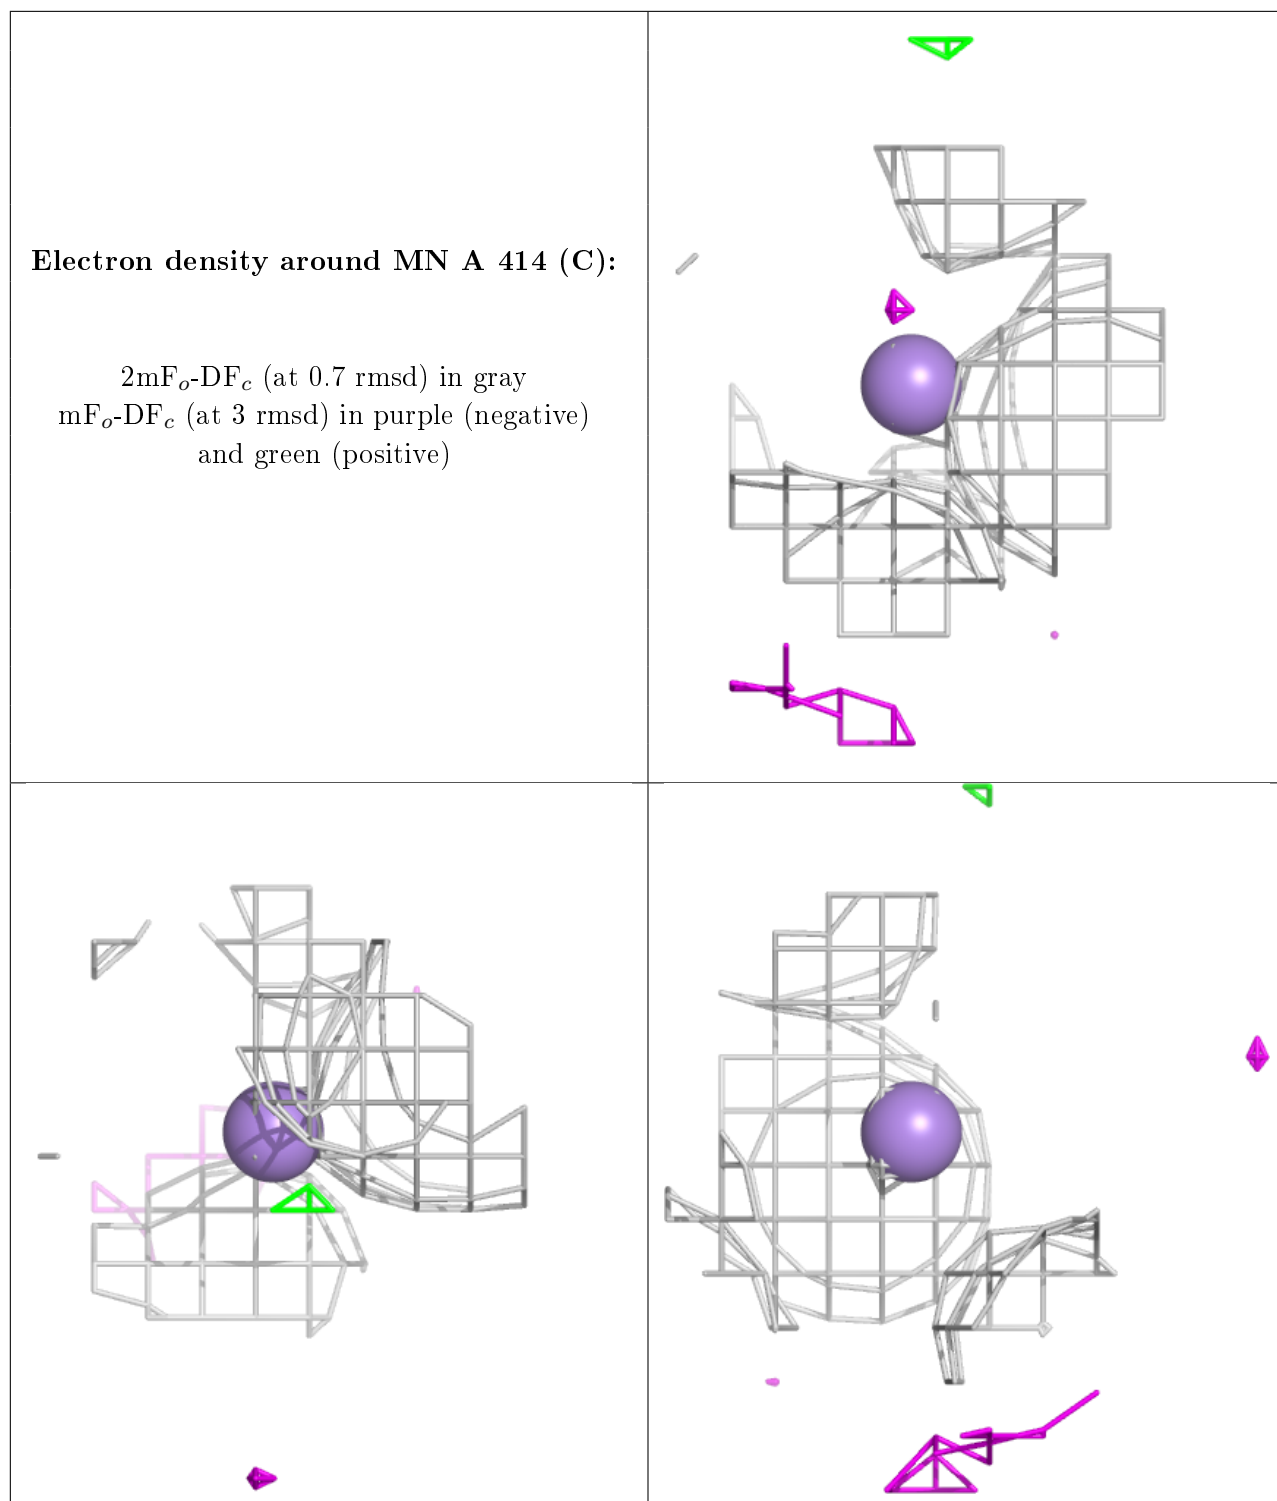 Electron density around MN A 414 (C):
2mFo-DFc (at 0.7 rmsd) in gray
mFo-DFc (at 3 rmsd) in purple (negative)
and green (positive)